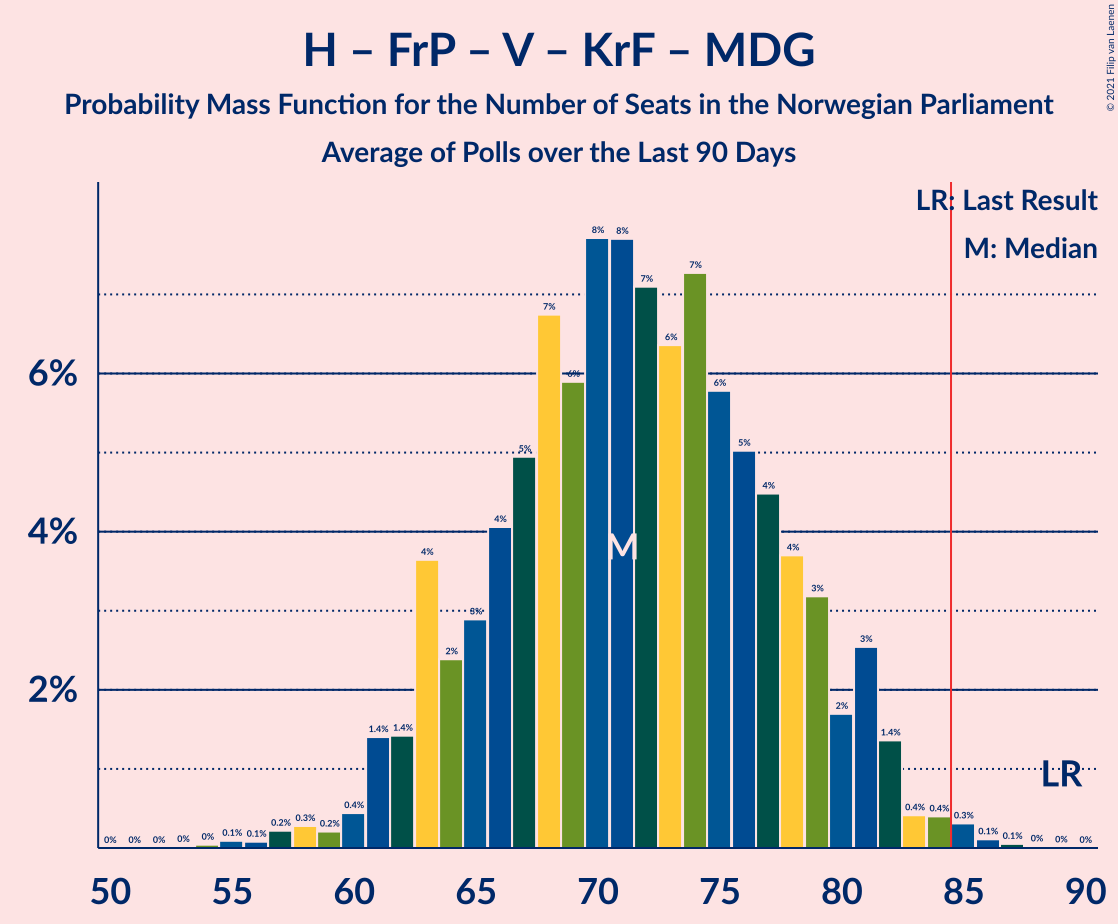 H – FrP – V – KrF – MDG
Probability Mass Function for the Number of Seats in the Norwegian Parliament
Average of Polls over the Last 90 Days
© 2021 Filip van Laenen
LR: Last Result
M: Median
6%
4%
2%
0% 0% 0% 0% 0% 0.1% 0.1% 0.2% 0.3% 0.2% 0.4% 1.4% 1.4% 4% 2% 3% 4% 5% 7% 6% 8% 8% 7% 6% 7% 6% 5% 4% 4% 3% 2% 3% 1.4% 0.4% 0.4% 0.3% 0.1% 0.1% 0% 0% 0%
M
LR
50 55 60 65 70 75 80 85 90